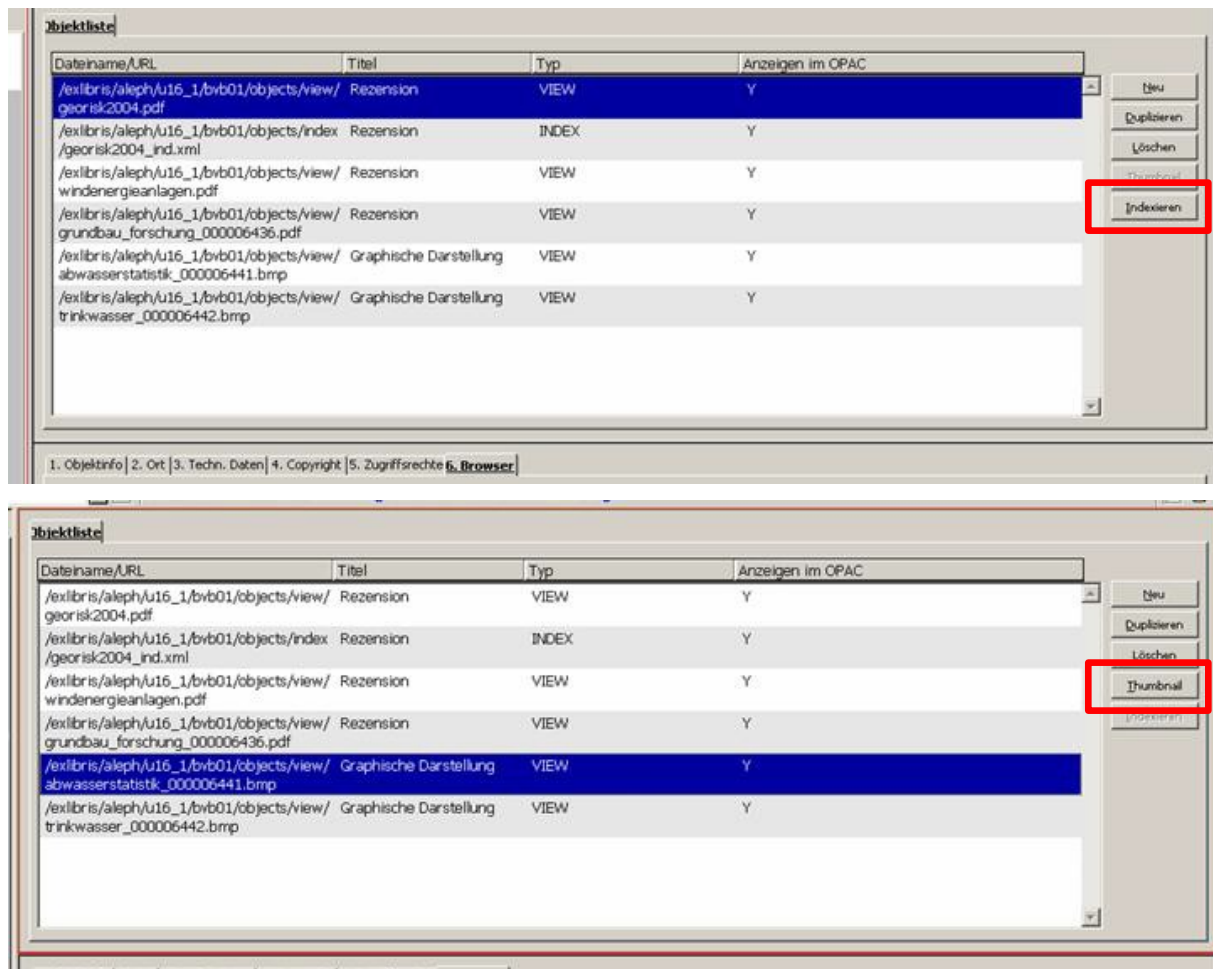 Objektliste
Dateiname/URL Titel Typ Anzeigen im OPAC
/exlibris/aleph/u16_1/bvb01/objects/view/ Rezension VIEW Y
georisk2004.pdf
/exlibris/aleph/u16_1/bvb01/objects/index Rezension INDEX Y
/georisk2004_ind.xml
/exlibris/aleph/u16_1/bvb01/objects/view/ Rezension VIEW Y
windenergieanlagen.pdf
/exlibris/aleph/u16_1/bvb01/objects/view/ Rezension VIEW Y
grundbau_forschung_000006436.pdf
/exlibris/aleph/u16_1/bvb01/objects/view/ Graphische Darstellung VIEW Y
abwasserstatistik_000006441.bmp
/exlibris/aleph/u16_1/bvb01/objects/view/ Graphische Darstellung VIEW Y
trinkwasser_000006442.bmp
Neu
Duplizieren
Löschen
Thumbnail
Indexieren
1. Objektinfo 2. Ort 3. Techn. Daten 4. Copyright 5. Zugriffsrechte 6. Browser
Objektliste
Dateiname/URL Titel Typ Anzeigen im OPAC
/exlibris/aleph/u16_1/bvb01/objects/view/ Rezension VIEW Y
georisk2004.pdf
/exlibris/aleph/u16_1/bvb01/objects/index Rezension INDEX Y
/georisk2004_ind.xml
/exlibris/aleph/u16_1/bvb01/objects/view/ Rezension VIEW Y
windenergieanlagen.pdf
/exlibris/aleph/u16_1/bvb01/objects/view/ Rezension VIEW Y
grundbau_forschung_000006436.pdf
/exlibris/aleph/u16_1/bvb01/objects/view/ Graphische Darstellung VIEW Y
abwasserstatistik_000006441.bmp
/exlibris/aleph/u16_1/bvb01/objects/view/ Graphische Darstellung VIEW Y
trinkwasser_000006442.bmp
Neu
Duplizieren
Löschen
Thumbnail
Indexieren